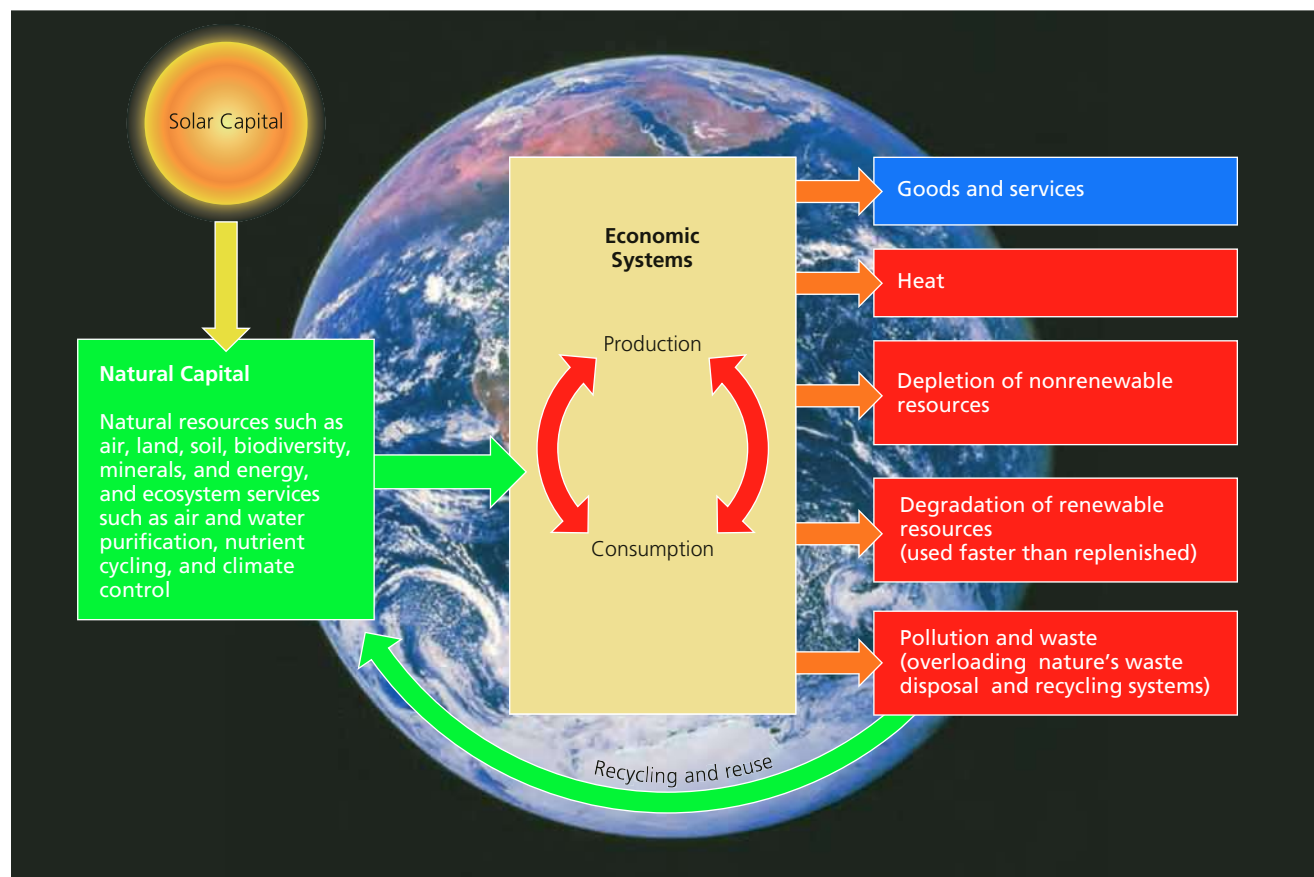 Solar Capital
Natural Capital
Natural resources such as
air, land, soil, biodiversity,
minerals, and energy,
and ecosystem services
such as air and water
purification, nutrient
cycling, and climate
control
Economic
Systems
Production
Consumption
Goods and services
Heat
Depletion of nonrenewable
resources
Degradation of renewable
resources
(used faster than replenished)
Pollution and waste
(overloading nature’s waste
disposal and recycling systems)
Recycling and reuse